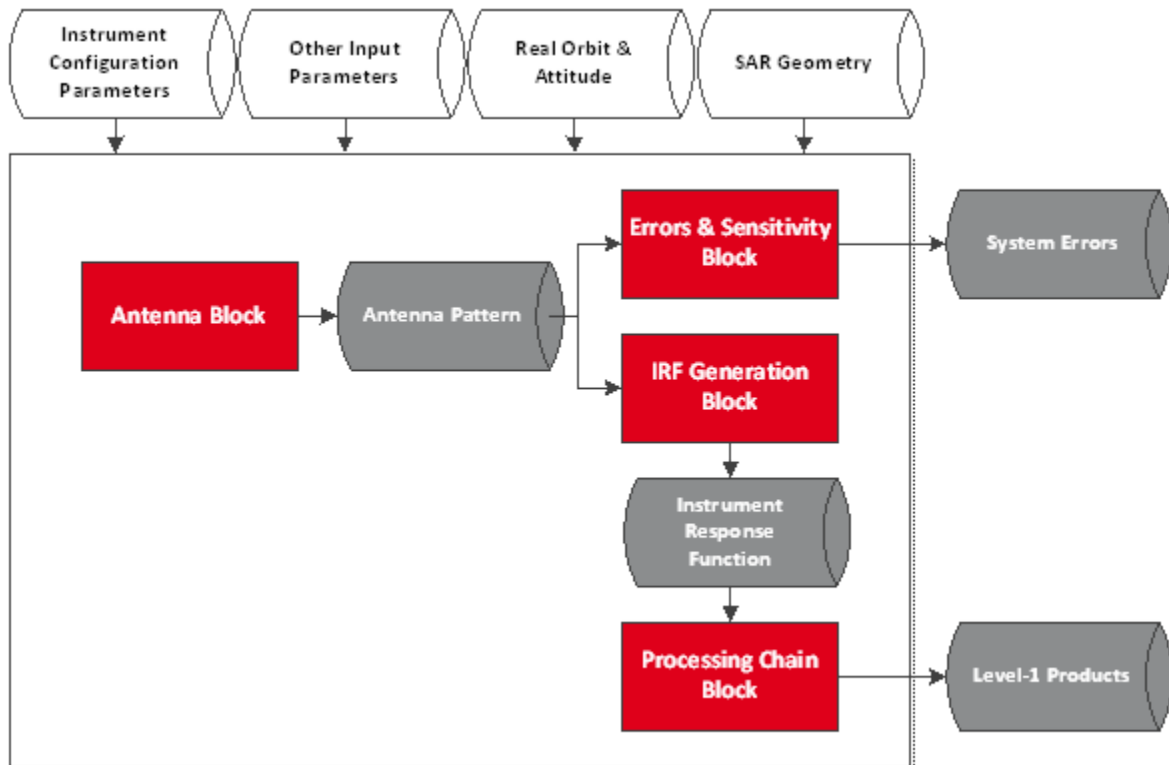 Instrument
Configuration
Parameters
Other Input
Parameters
Real Orbit &
Attitude
SAR Geometry
Errors & Sensitivity
Block
System Errors
Antenna Block
Antenna Pattern
IRF Generation
Block
Instrument
Response
Function
Processing Chain
Block
Level-1 Products